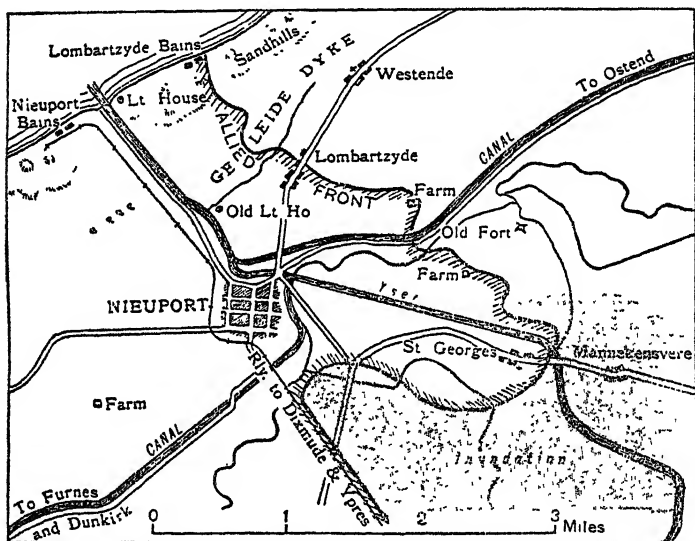 Lombartzyde Bains
Sandhills
Nieuport
Bains
Lt House
Westende
To Ostend
GELEIDE DYKE
ALLIED
FRONT
Lombartzyde
CANAL
Farm
Old Lt Ho
Old Fort
Farm
NIEUPORT
Yser
St Georges
Mannekensvere
Rly. to Dixmude & Ypres
Farm
CANAL
Inundation
To Furnes
and Dunkirk
0 1 2 3
Miles